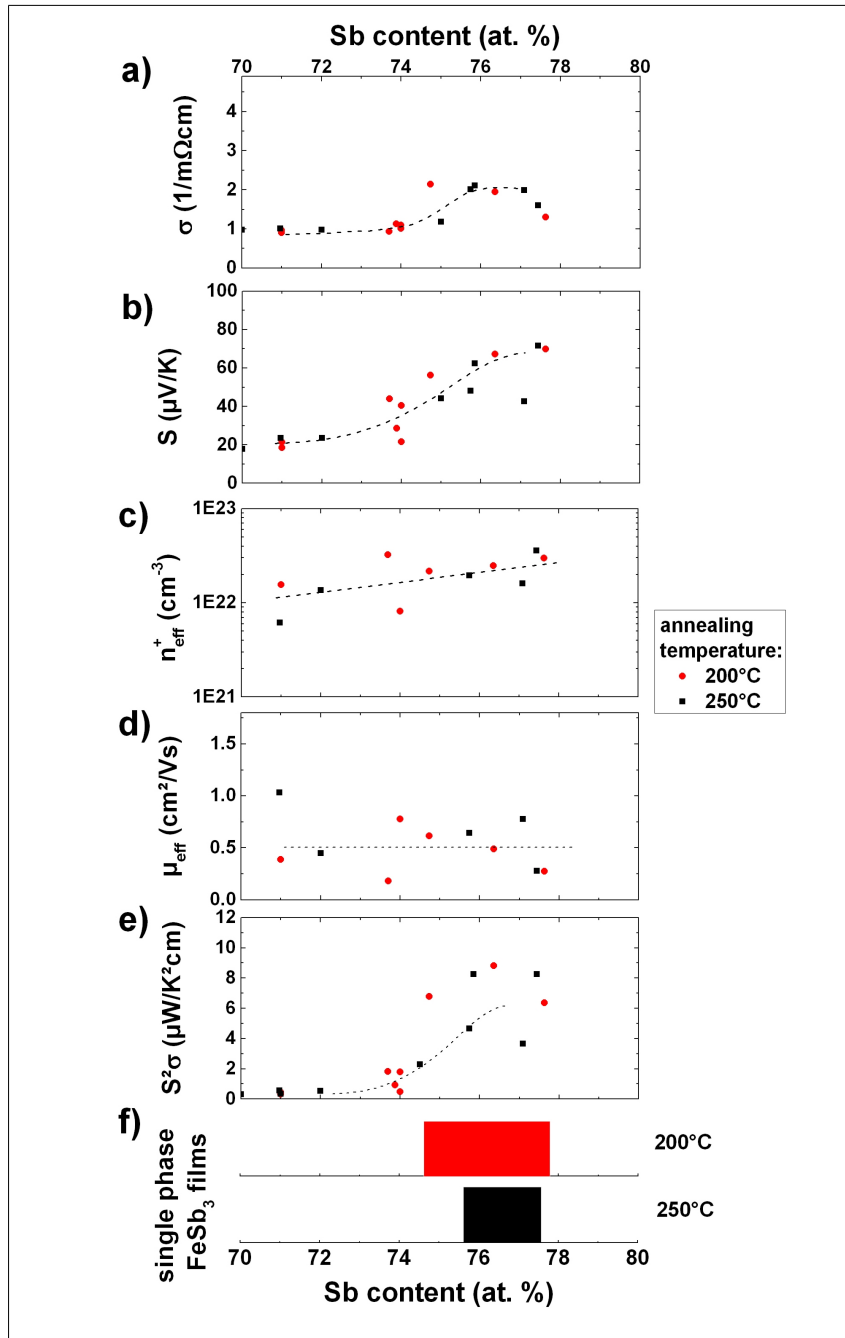 Sb content (at. %)
70 72 74 76 78 80
a)
σ (1/mΩcm)
4
3
2
1
0
b)
S (µV/K)
100
80
60
40
20
0
c)
n⁺eff (cm⁻³)
1E23
1E22
1E21
annealing
temperature:
200°C
250°C
d)
µeff (cm²/Vs)
1.5
1.0
0.5
0.0
e)
S²σ (µW/K²cm)
12
10
8
6
4
2
0
f)
single phase
FeSb₃ films
200°C
250°C
70 72 74 76 78 80
Sb content (at. %)